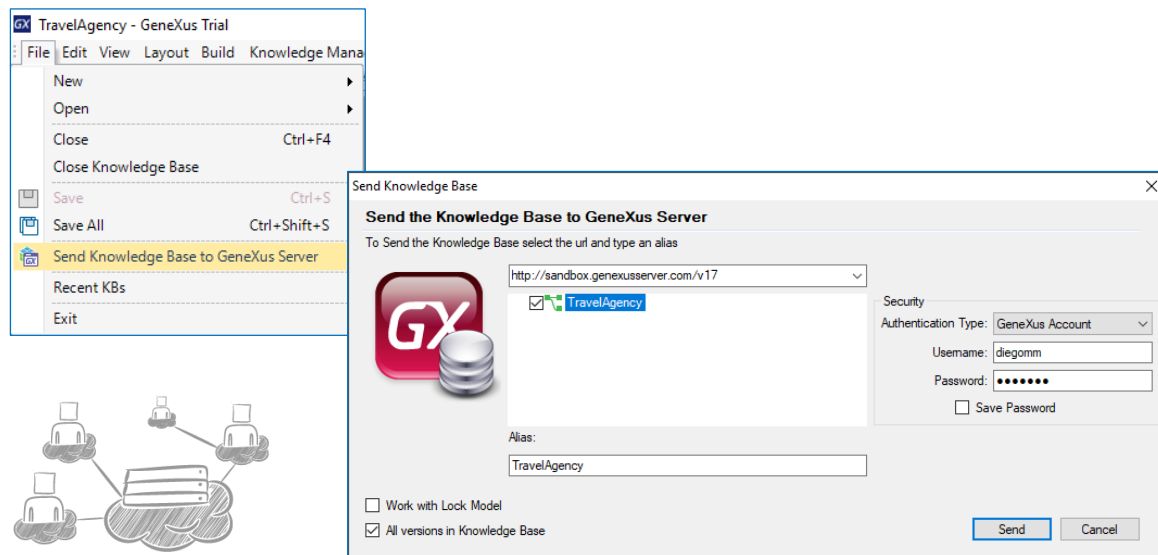 GX TravelAgency - GeneXus Trial
File Edit View Layout Build Knowledge Mana
New
Open
Close Ctrl+F4
Close Knowledge Base
Save Ctrl+S
Save All Ctrl+Shift+S
Send Knowledge Base to GeneXus Server
Recent KBs
Exit
Send Knowledge Base
Send the Knowledge Base to GeneXus Server
To Send the Knowledge Base select the url and type an alias
http://sandbox.genexusserver.com/v17
TravelAgency
GX
Security
Authentication Type: GeneXus Account
Username: diegomm
Password: •••••••
Save Password
Alias:
TravelAgency
Work with Lock Model
All versions in Knowledge Base
Send Cancel